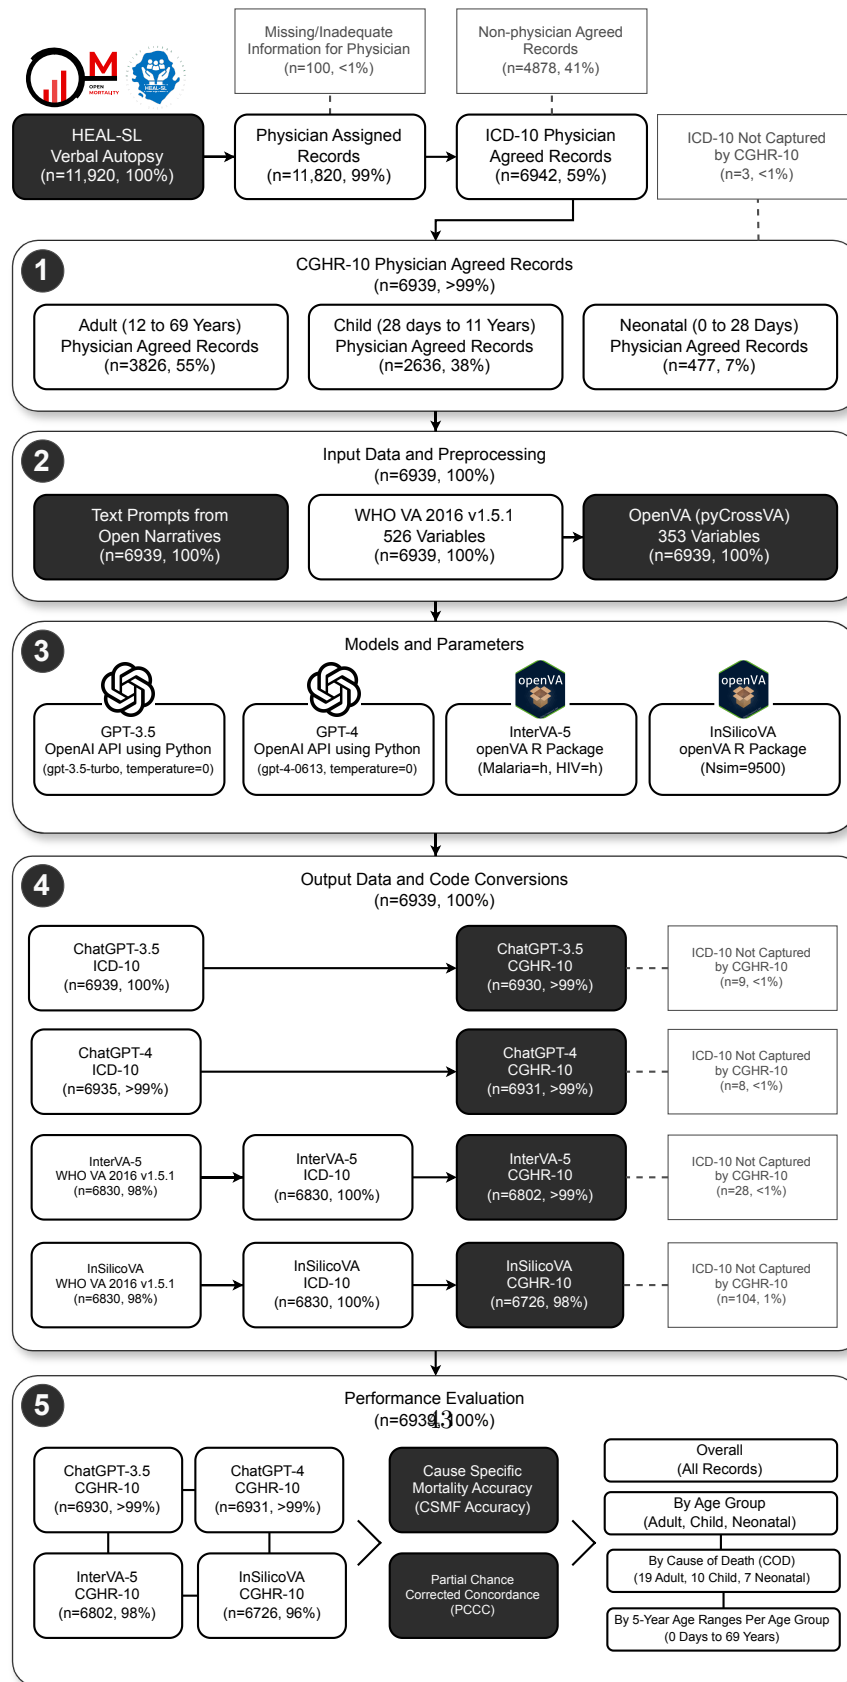 Missing/Inadequate
Information for Physician
(n=100, <1%)
Non-physician Agreed
Records
(n=4878, 41%)
M
OPEN
MORTALITY
HEAL-SL
HEAL-SL
Verbal Autopsy
(n=11,920, 100%)
Physician Assigned
Records
(n=11,820, 99%)
ICD-10 Physician
Agreed Records
(n=6942, 59%)
ICD-10 Not Captured
by CGHR-10
(n=3, <1%)
1
CGHR-10 Physician Agreed Records
(n=6939, >99%)
Adult (12 to 69 Years)
Physician Agreed Records
(n=3826, 55%)
Child (28 days to 11 Years)
Physician Agreed Records
(n=2636, 38%)
Neonatal (0 to 28 Days)
Physician Agreed Records
(n=477, 7%)
2
Input Data and Preprocessing
(n=6939, 100%)
Text Prompts from
Open Narratives
(n=6939, 100%)
WHO VA 2016 v1.5.1
526 Variables
(n=6939, 100%)
OpenVA (pyCrossVA)
353 Variables
(n=6939, 100%)
3
Models and Parameters
GPT-3.5
OpenAI API using Python
(gpt-3.5-turbo, temperature=0)
GPT-4
OpenAI API using Python
(gpt-4-0613, temperature=0)
openVA
InterVA-5
openVA R Package
(Malaria=h, HIV=h)
openVA
InSilicoVA
openVA R Package
(Nsim=9500)
4
Output Data and Code Conversions
(n=6939, 100%)
ChatGPT-3.5
ICD-10
(n=6939, 100%)
ChatGPT-3.5
CGHR-10
(n=6930, >99%)
ICD-10 Not Captured
by CGHR-10
(n=9, <1%)
ChatGPT-4
ICD-10
(n=6935, >99%)
ChatGPT-4
CGHR-10
(n=6931, >99%)
ICD-10 Not Captured
by CGHR-10
(n=8, <1%)
InterVA-5
WHO VA 2016 v1.5.1
(n=6830, 98%)
InterVA-5
ICD-10
(n=6830, 100%)
InterVA-5
CGHR-10
(n=6802, >99%)
ICD-10 Not Captured
by CGHR-10
(n=28, <1%)
InSilicoVA
WHO VA 2016 v1.5.1
(n=6830, 98%)
InSilicoVA
ICD-10
(n=6830, 100%)
InSilicoVA
CGHR-10
(n=6726, 98%)
ICD-10 Not Captured
by CGHR-10
(n=104, 1%)
5
Performance Evaluation
(n=6939, 100%)
43
ChatGPT-3.5
CGHR-10
(n=6930, >99%)
ChatGPT-4
CGHR-10
(n=6931, >99%)
InterVA-5
CGHR-10
(n=6802, 98%)
InSilicoVA
CGHR-10
(n=6726, 96%)
Cause Specific
Mortality Accuracy
(CSMF Accuracy)
Partial Chance
Corrected Concordance
(PCCC)
Overall
(All Records)
By Age Group
(Adult, Child, Neonatal)
By Cause of Death (COD)
(19 Adult, 10 Child, 7 Neonatal)
By 5-Year Age Ranges Per Age Group
(0 Days to 69 Years)